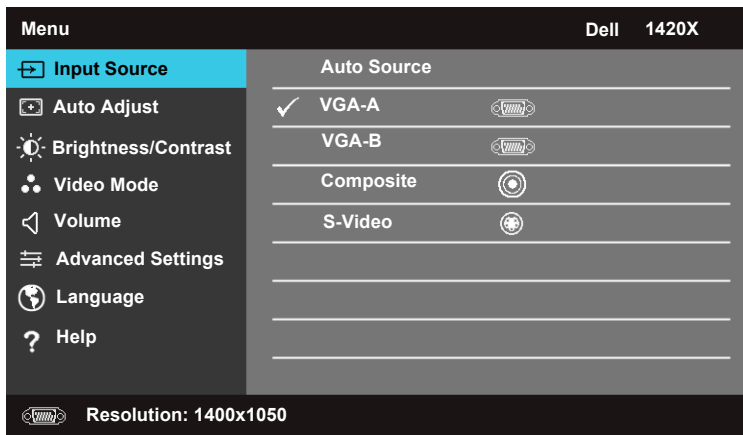 Menu Dell 1420X
Input Source
Auto Adjust
Brightness/Contrast
Video Mode
Volume
Advanced Settings
Language
Help
Auto Source
VGA-A
VGA-B
Composite
S-Video
Resolution: 1400x1050